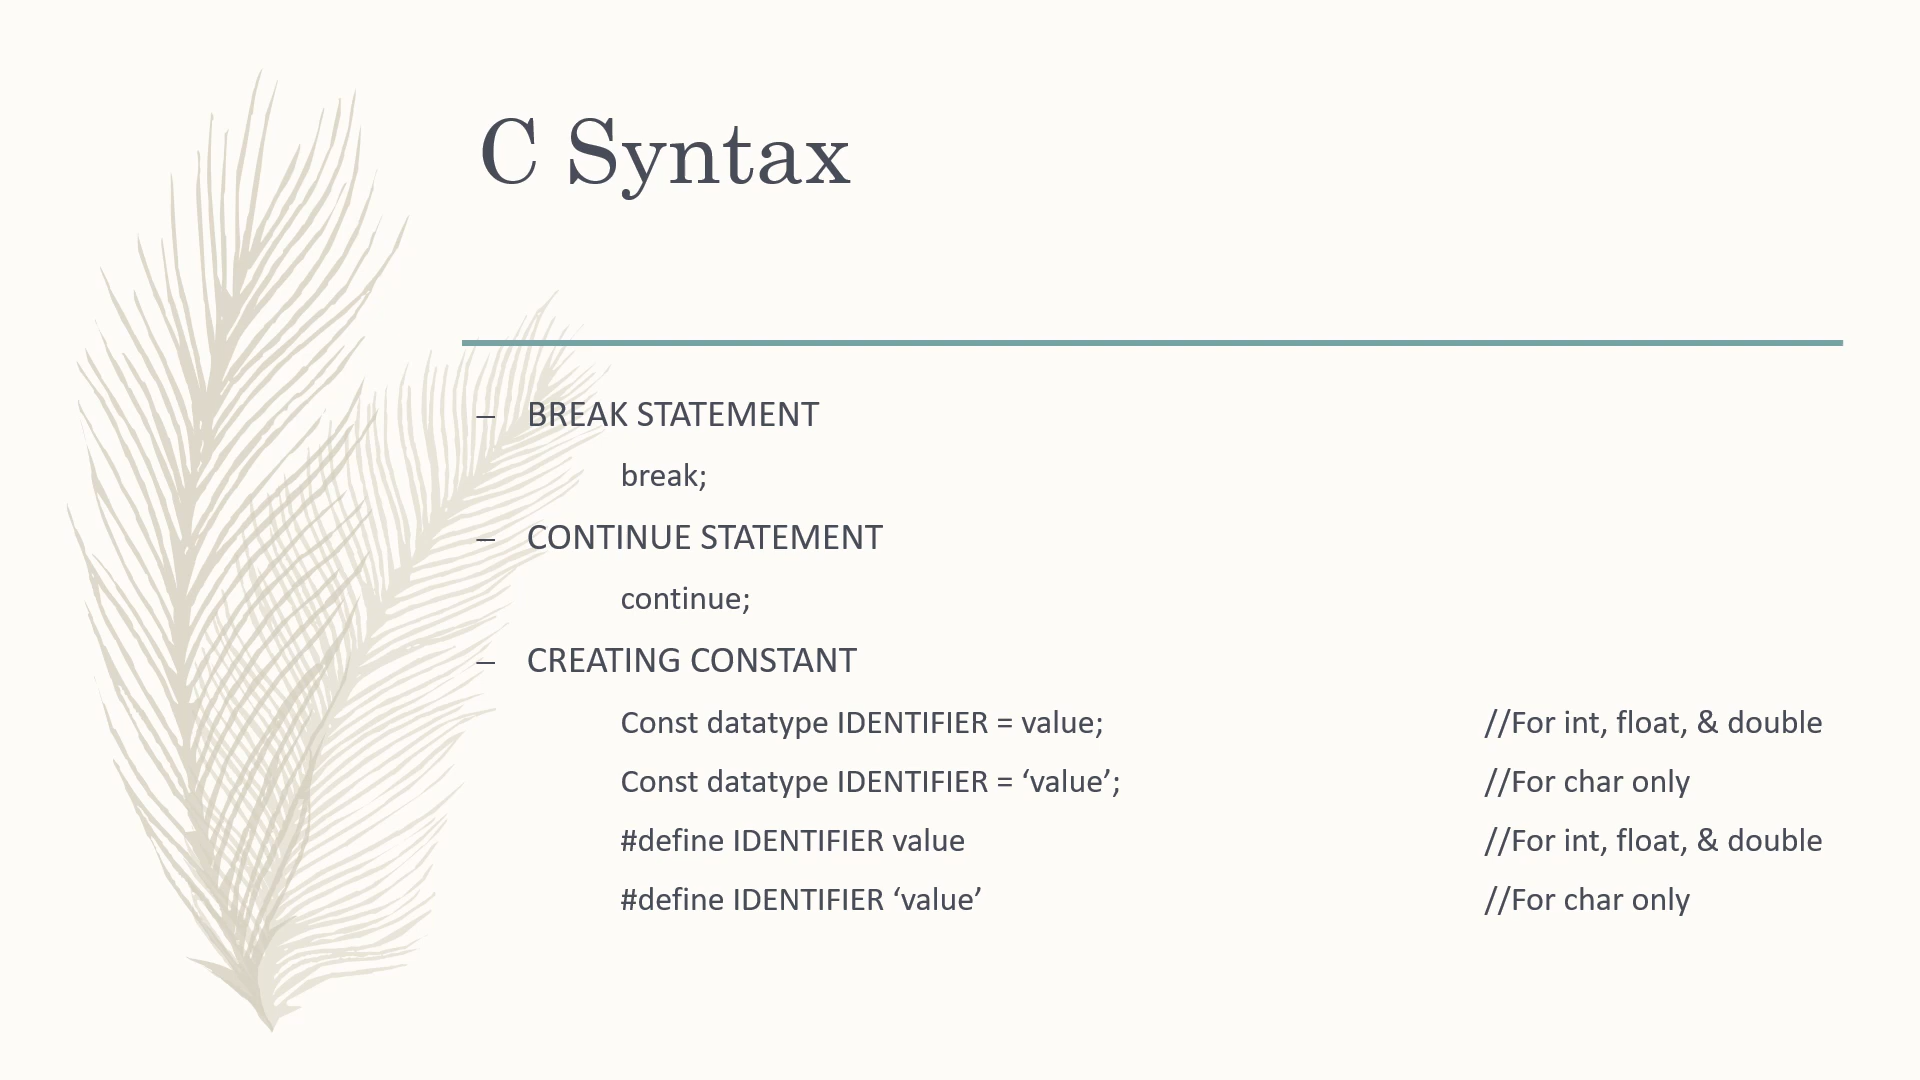 C Syntax
– BREAK STATEMENT
break;
– CONTINUE STATEMENT
continue;
– CREATING CONSTANT
Const datatype IDENTIFIER = value; //For int, float, & double
Const datatype IDENTIFIER = ‘value’; //For char only
#define IDENTIFIER value //For int, float, & double
#define IDENTIFIER ‘value’ //For char only